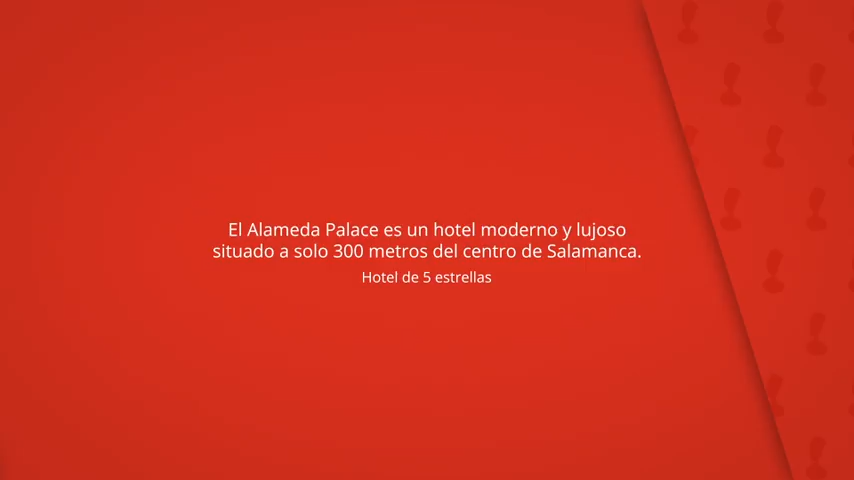 El Alameda Palace es un hotel moderno y lujoso
situado a solo 300 metros del centro de Salamanca.
Hotel de 5 estrellas